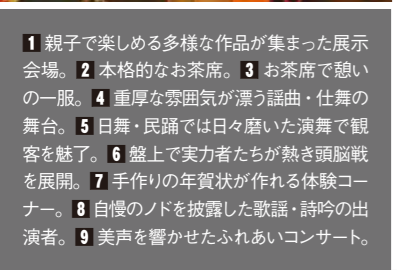 1 親子で楽しめる多様な作品が集まった展示
会場。2 本格的なお茶席。3 お茶席で憩い
の一服。4 重厚な雰囲気が漂う謡曲・仕舞の
舞台。5 日舞・民踊では日々磨いた演舞で観
客を魅了。6 盤上で実力者たちが熱き頭脳戦
を展開。7 手作りの年賀状が作れる体験コー
ナー。8 自慢のノドを披露した歌謡・詩吟の出
演者。9 美声を響かせたふれあいコンサート。